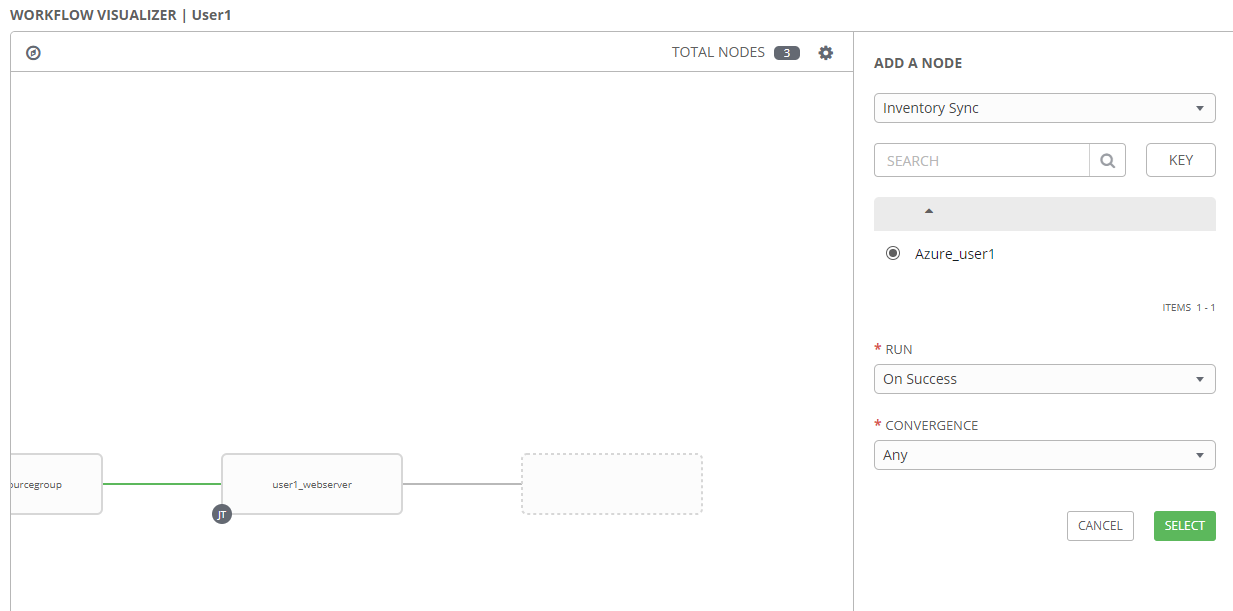 WORKFLOW VISUALIZER | User1
TOTAL NODES 3
ADD A NODE
Inventory Sync
SEARCH
KEY
Azure_user1
ITEMS 1 - 1
* RUN
On Success
* CONVERGENCE
Any
ourcegroup
user1_webserver
JT
CANCEL
SELECT